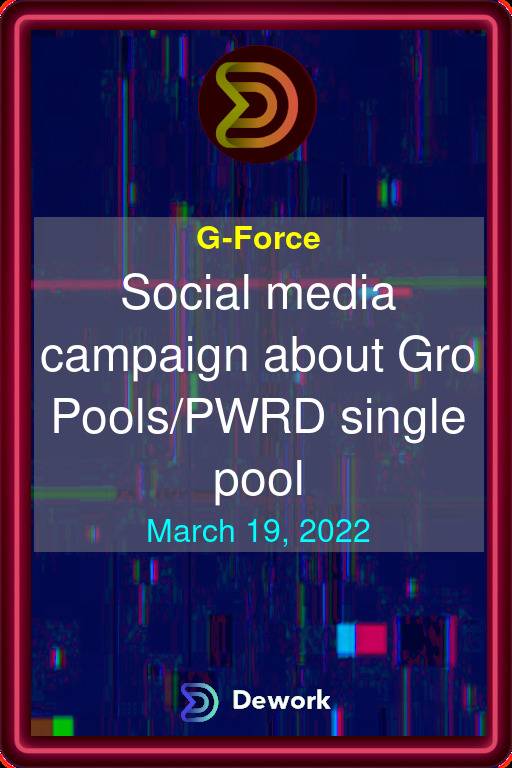 G-Force
Social media
campaign about Gro
Pools/PWRD single
pool
March 19, 2022
Dework